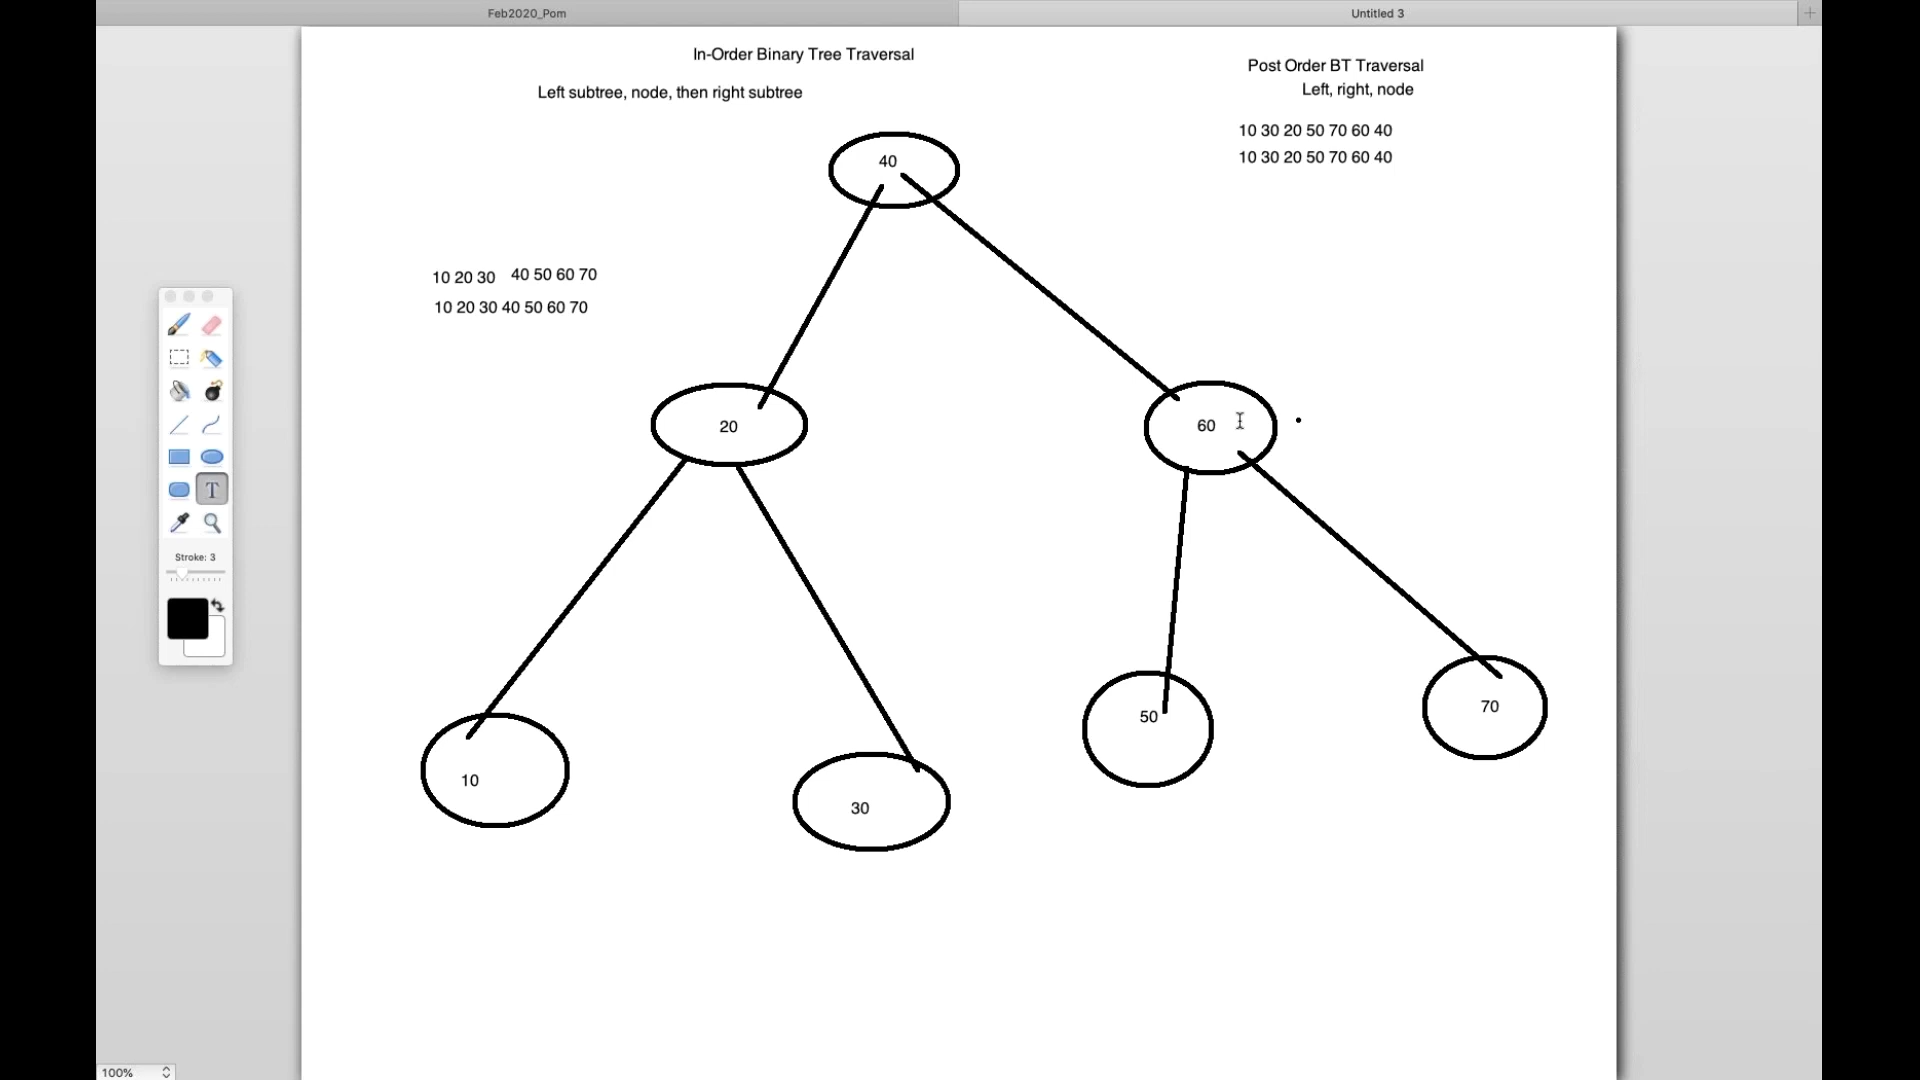 Feb2020_Pom
Untitled 3
In-Order Binary Tree Traversal
Left subtree, node, then right subtree
Post Order BT Traversal
Left, right, node
10 30 20 50 70 60 40
10 30 20 50 70 60 40
40
10 20 30 40 50 60 70
10 20 30 40 50 60 70
20
60
10
30
50
70
T
Stroke: 3
100%